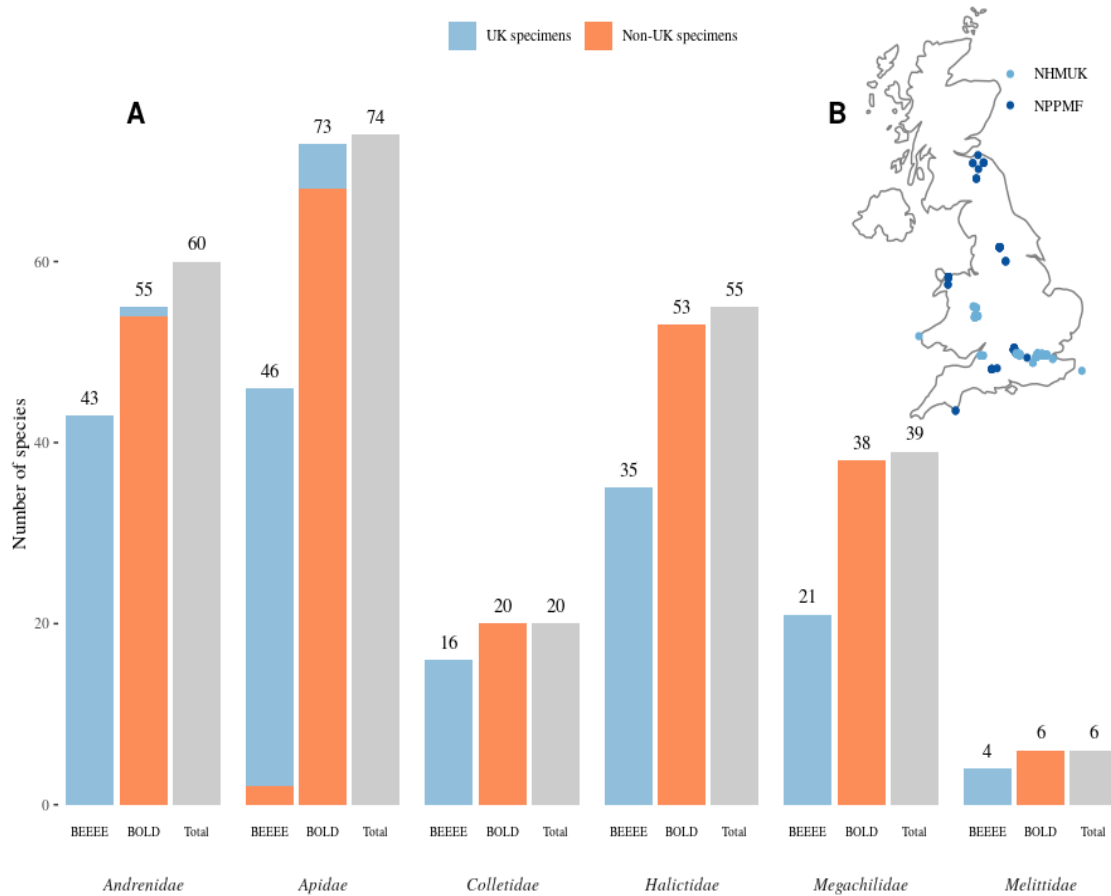 UK specimens Non-UK specimens
NHMUK
NPPMF
A
B
Number of species
60
40
20
0
43
55
60
46
73
74
16
20
20
35
53
55
21
38
39
4
6
6
BEEEE BOLD Total BEEEE BOLD Total BEEEE BOLD Total BEEEE BOLD Total BEEEE BOLD Total BEEEE BOLD Total
Andrenidae Apidae Colletidae Halictidae Megachilidae Melittidae